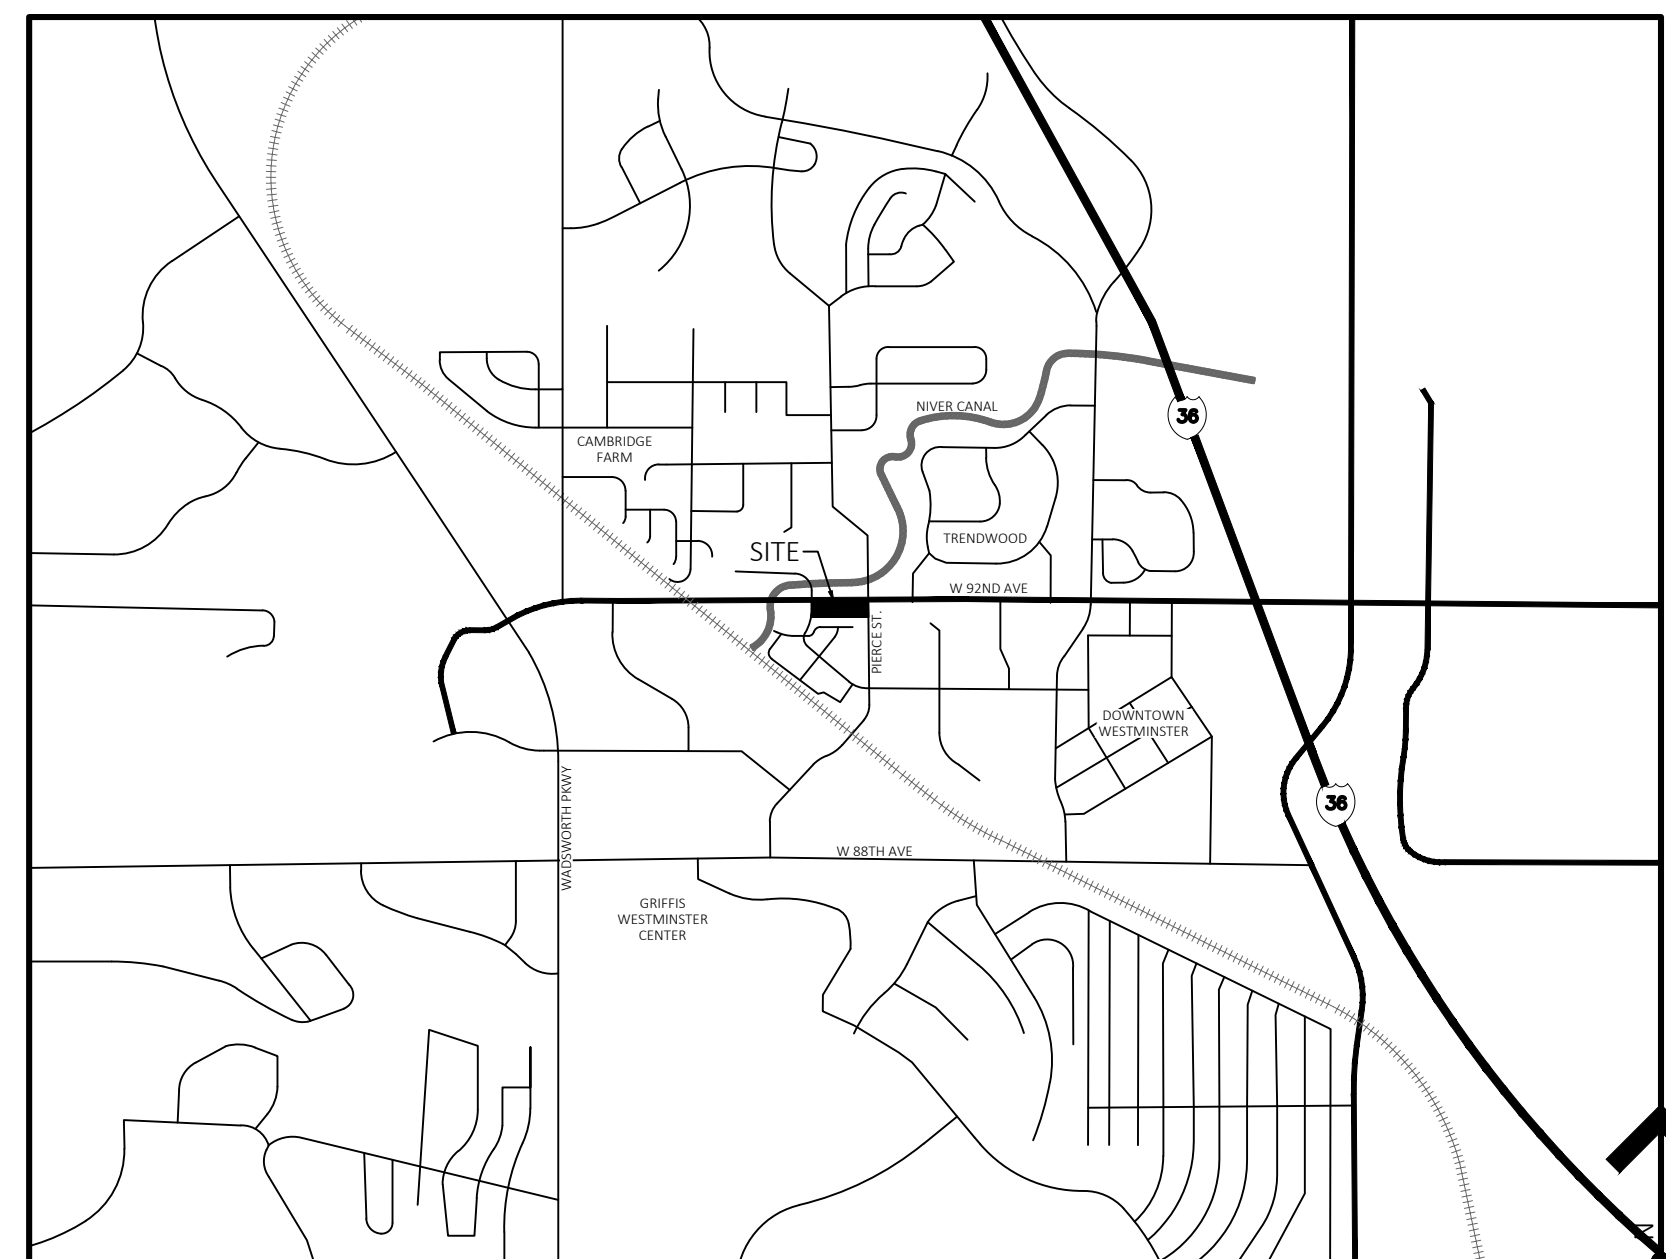 NIVER CANAL
36
CAMBRIDGE
FARM
TRENDWOOD
SITE
W 92ND AVE
PIERCE ST.
DOWNTOWN
WESTMINSTER
WADSWORTH PKWY
36
W 88TH AVE
GRIFFIS
WESTMINSTER
CENTER
N